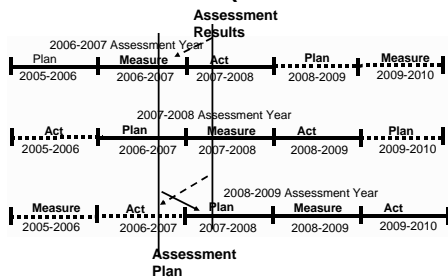 Assessment
Results
2006-2007 Assessment Year
Plan Measure Act Plan Measure
2005-2006 2006-2007 2007-2008 2008-2009 2009-2010
2007-2008 Assessment Year
Act Plan Measure Act Plan
2005-2006 2006-2007 2007-2008 2008-2009 2009-2010
2008-2009 Assessment Year
Measure Act Plan Measure Act
2005-2006 2006-2007 2007-2008 2008-2009 2009-2010
Assessment
Plan